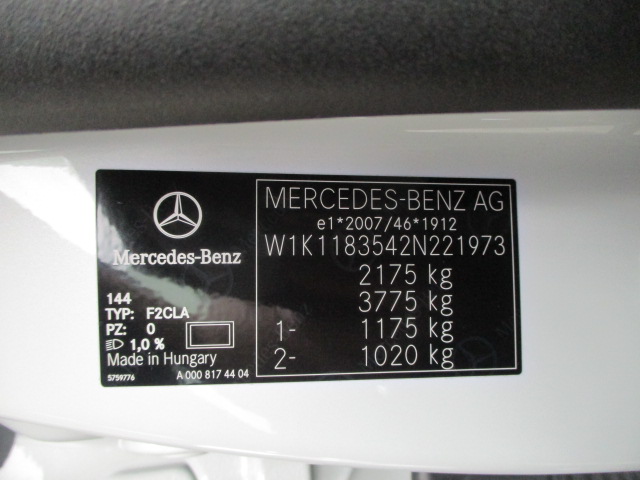 Mercedes-Benz
144
TYP: F2CLA
PZ: 0
1,0 %
Made in Hungary
5759776 A 000 817 44 04
MERCEDES-BENZ AG
e1*2007/46*1912
W1K1183542N221973
2175 kg
3775 kg
1- 1175 kg
2- 1020 kg